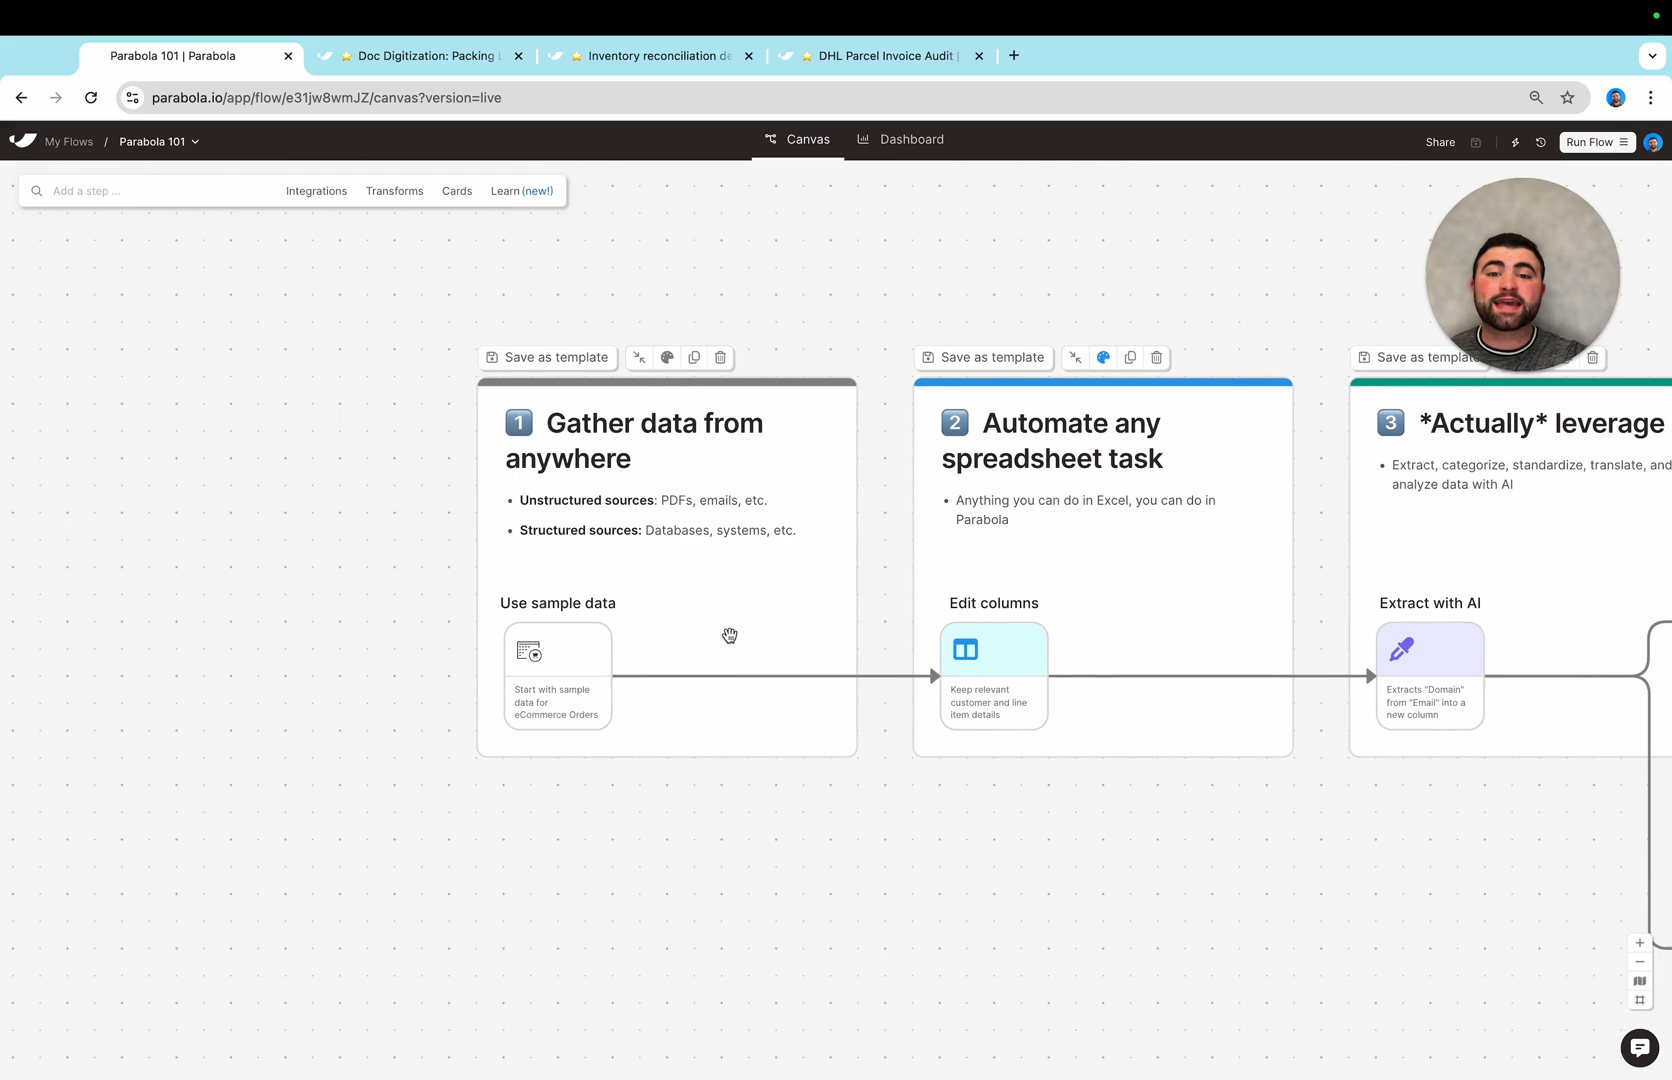 Parabola 101 | Parabola
Doc Digitization: Packing
Inventory reconciliation de
DHL Parcel Invoice Audit |
parabola.io/app/flow/e31jw8wmJZ/canvas?version=live
My Flows / Parabola 101
Canvas
Dashboard
Share
Run Flow
Add a step ...
Integrations
Transforms
Cards
Learn (new!)
Save as template
Save as template
Save as template
1 Gather data from
anywhere
• Unstructured sources: PDFs, emails, etc.
• Structured sources: Databases, systems, etc.
Use sample data
Start with sample
data for
eCommerce Orders
2 Automate any
spreadsheet task
• Anything you can do in Excel, you can do in
Parabola
Edit columns
Keep relevant
customer and line
item details
3 *Actually* leverage
• Extract, categorize, standardize, translate, and
analyze data with AI
Extract with AI
Extracts "Domain"
from "Email" into a
new column